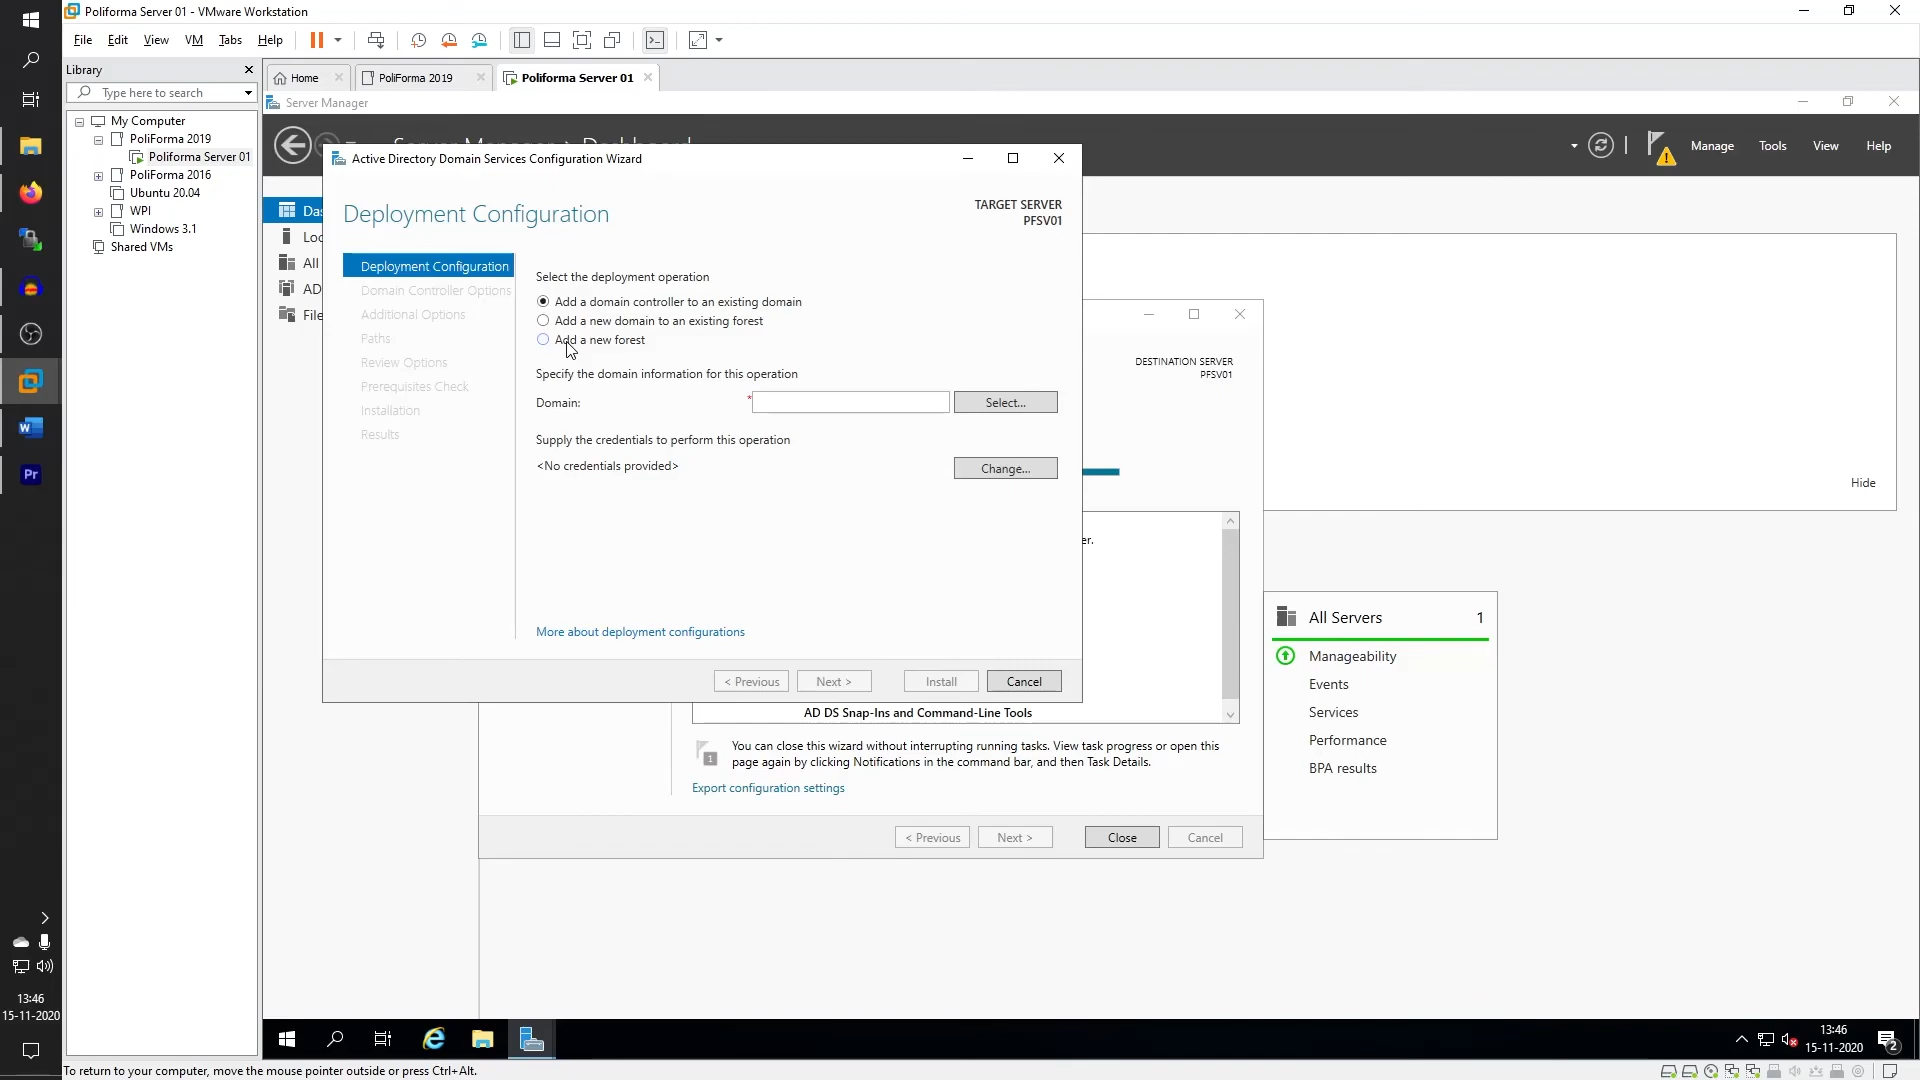 Poliforma Server 01 - VMware Workstation
File Edit View VM Tabs Help
Library
Type here to search
My Computer
PoliForma 2019
Poliforma Server 01
PoliForma 2016
Ubuntu 20.04
WPI
Windows 3.1
Shared VMs
Home
PoliForma 2019
Poliforma Server 01
Server Manager
Manage Tools View Help
Active Directory Domain Services Configuration Wizard
Deployment Configuration
TARGET SERVER
PFSV01
Deployment Configuration
Domain Controller Options
Additional Options
Paths
Review Options
Prerequisites Check
Installation
Results
Select the deployment operation
Add a domain controller to an existing domain
Add a new domain to an existing forest
Add a new forest
Specify the domain information for this operation
Domain: *
Select...
Supply the credentials to perform this operation
<No credentials provided>
Change...
More about deployment configurations
< Previous Next > Install Cancel
All
AD
DESTINATION SERVER
PFSV01
Hide
er.
AD DS Snap-Ins and Command-Line Tools
1
You can close this wizard without interrupting running tasks. View task progress or open this
page again by clicking Notifications in the command bar, and then Task Details.
Export configuration settings
< Previous Next > Close Cancel
All Servers 1
Manageability
Events
Services
Performance
BPA results
W
Pr
13:46
15-11-2020
13:46
15-11-2020
2
To return to your computer, move the mouse pointer outside or press Ctrl+Alt.